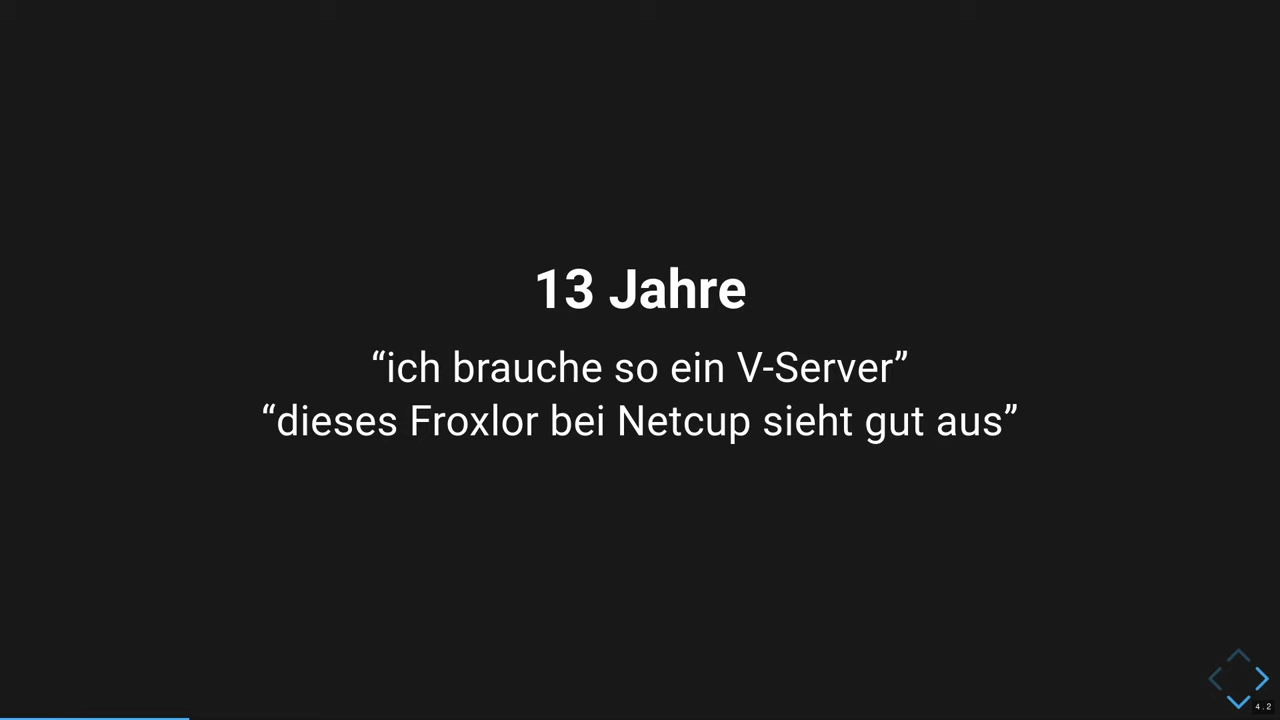 13 Jahre
“ich brauche so ein V-Server”
“dieses Froxlor bei Netcup sieht gut aus”
4.2